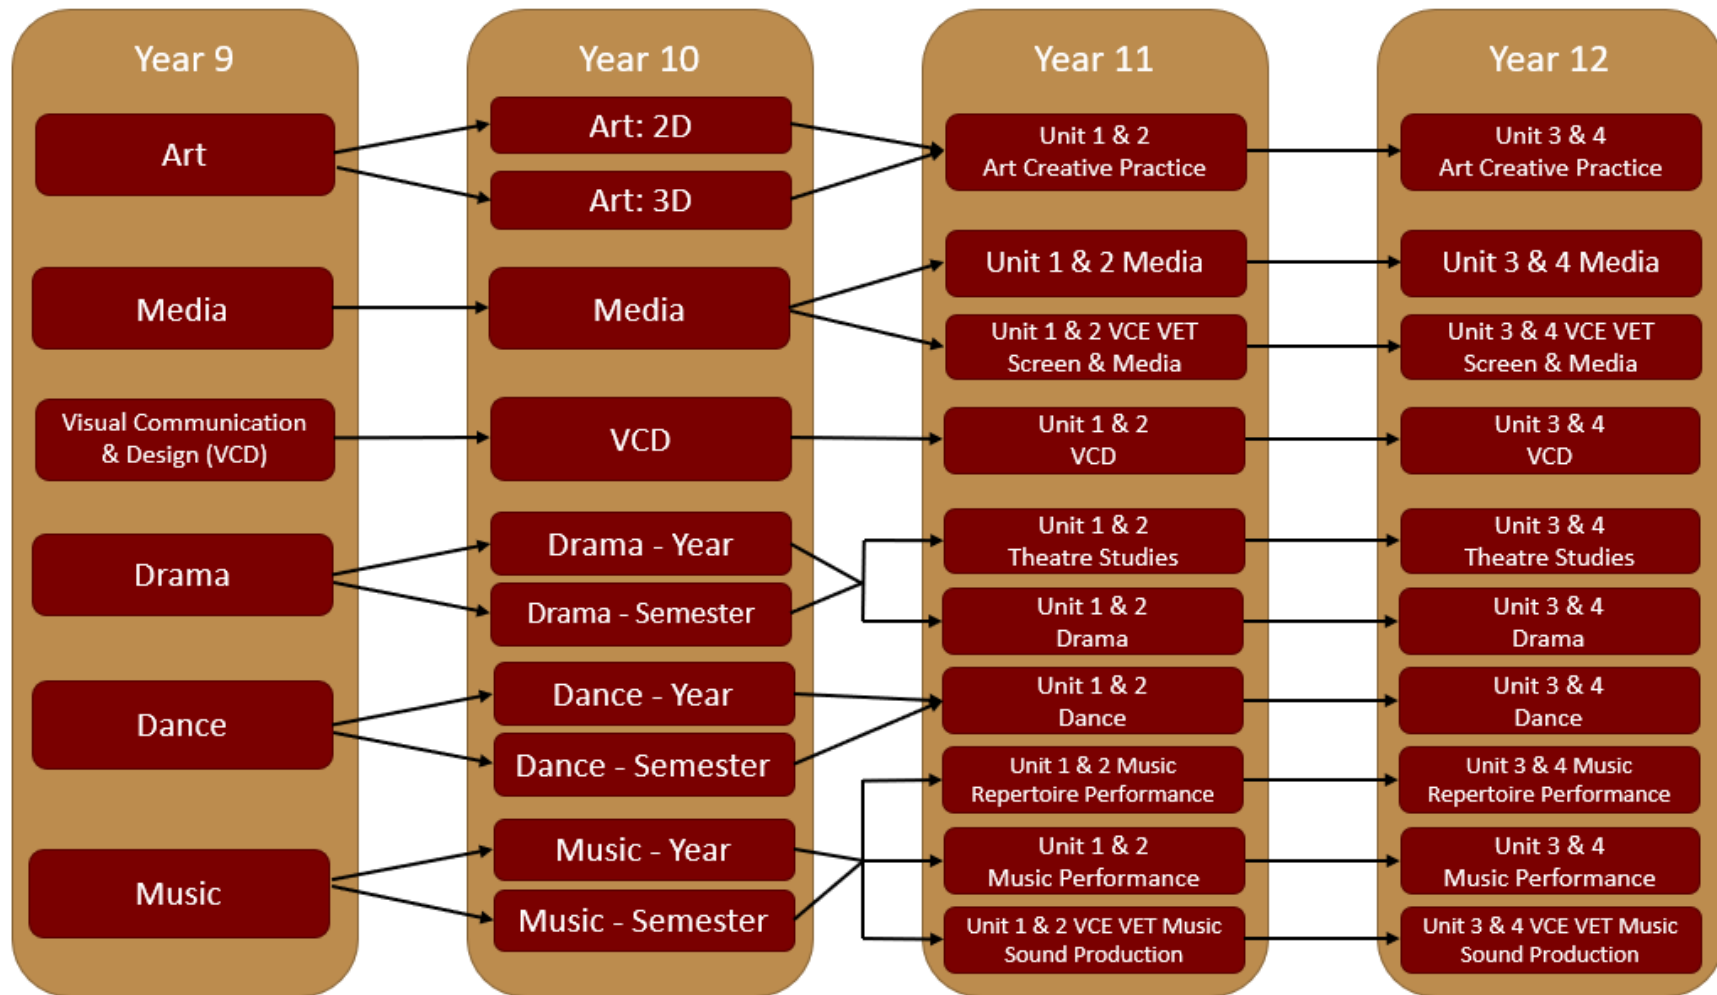 Year 9
Art
Media
Visual Communication
& Design (VCD)
Drama
Dance
Music
Year 10
Art: 2D
Art: 3D
Media
VCD
Drama - Year
Drama - Semester
Dance - Year
Dance - Semester
Music - Year
Music - Semester
Year 11
Unit 1 & 2
Art Creative Practice
Unit 1 & 2 Media
Unit 1 & 2 VCE VET
Screen & Media
Unit 1 & 2
VCD
Unit 1 & 2
Theatre Studies
Unit 1 & 2
Drama
Unit 1 & 2
Dance
Unit 1 & 2 Music
Repertoire Performance
Unit 1 & 2
Music Performance
Unit 1 & 2 VCE VET Music
Sound Production
Year 12
Unit 3 & 4
Art Creative Practice
Unit 3 & 4 Media
Unit 3 & 4 VCE VET
Screen & Media
Unit 3 & 4
VCD
Unit 3 & 4
Theatre Studies
Unit 3 & 4
Drama
Unit 3 & 4
Dance
Unit 3 & 4 Music
Repertoire Performance
Unit 3 & 4
Music Performance
Unit 3 & 4 VCE VET Music
Sound Production